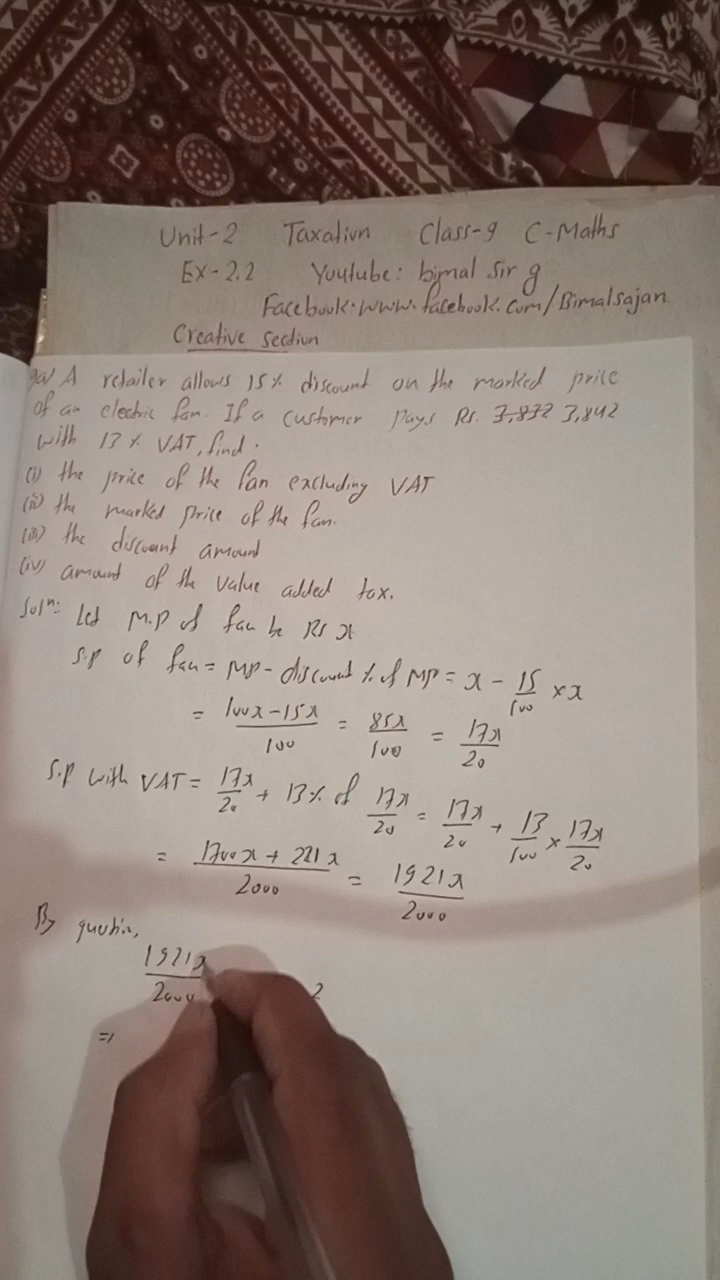 Unit-2 Taxation Class-9 C-Maths
Ex-2.2 Youtube: bimal Sir g
Facebook:www.facebook.com/Bimalsajan
Creative Section
9a) A retailer allows 15% discount on the marked price
of an electric fan. If a customer pays Rs. 3,832 3,842
with 13% VAT, find.
(i) the price of the fan excluding VAT
(ii) the marked price of the fan.
(iii) the discount amount
(iv) amount of the value added tax.
Solⁿ: Let M.P of fan be Rs x
S.P of fan = MP - discount % of MP = x - 15/100 × x
= 100x-15x/100 = 85x/100 = 17x/20
S.P with VAT = 17x/20 + 13% of 17x/20 = 17x/20 + 13/100 × 17x/20
= 1700x + 221x/2000 = 1921x/2000
By question,
1921x/2000 2
⇒